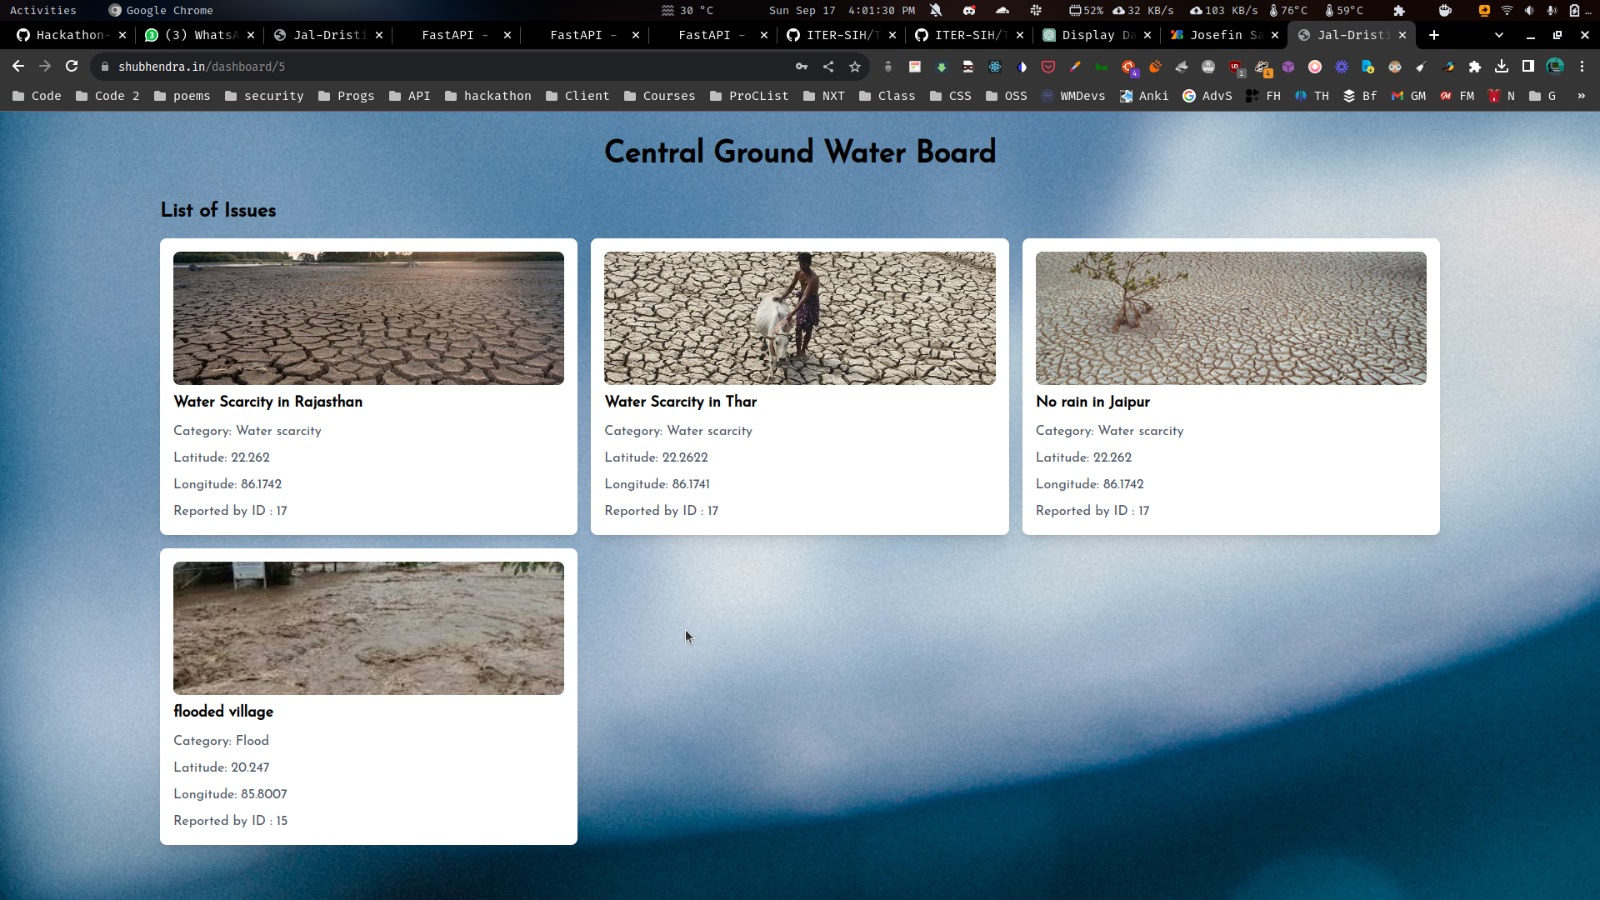 Activities Google Chrome 30 °C Sun Sep 17 4:01:30 PM 52% 32 KB/s 103 KB/s 76°C 59°C
Hackathon- (3) WhatsA Jal-Dristi FastAPI - FastAPI - FastAPI - ITER-SIH/T ITER-SIH/T Display Da Josefin Sa Jal-Dristi
shubhendra.in/dashboard/5
Code Code 2 poems security Progs API hackathon Client Courses ProCList NXT Class CSS OSS WMDevs Anki AdvS FH TH Bf GM FM N G »
Central Ground Water Board
List of Issues
Water Scarcity in Rajasthan
Category: Water scarcity
Latitude: 22.262
Longitude: 86.1742
Reported by ID : 17
Water Scarcity in Thar
Category: Water scarcity
Latitude: 22.2622
Longitude: 86.1741
Reported by ID : 17
No rain in Jaipur
Category: Water scarcity
Latitude: 22.262
Longitude: 86.1742
Reported by ID : 17
flooded village
Category: Flood
Latitude: 20.247
Longitude: 85.8007
Reported by ID : 15